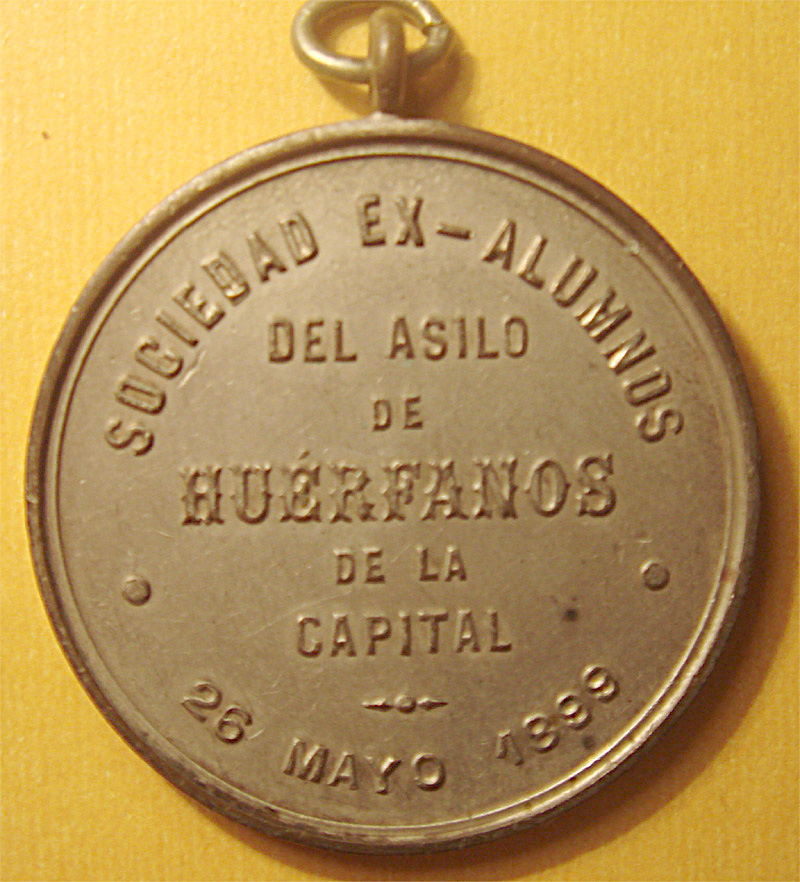 SOCIEDAD EX-ALUMNOS
DEL ASILO
DE
HUÉRFANOS
DE LA
CAPITAL
26 MAYO 1899